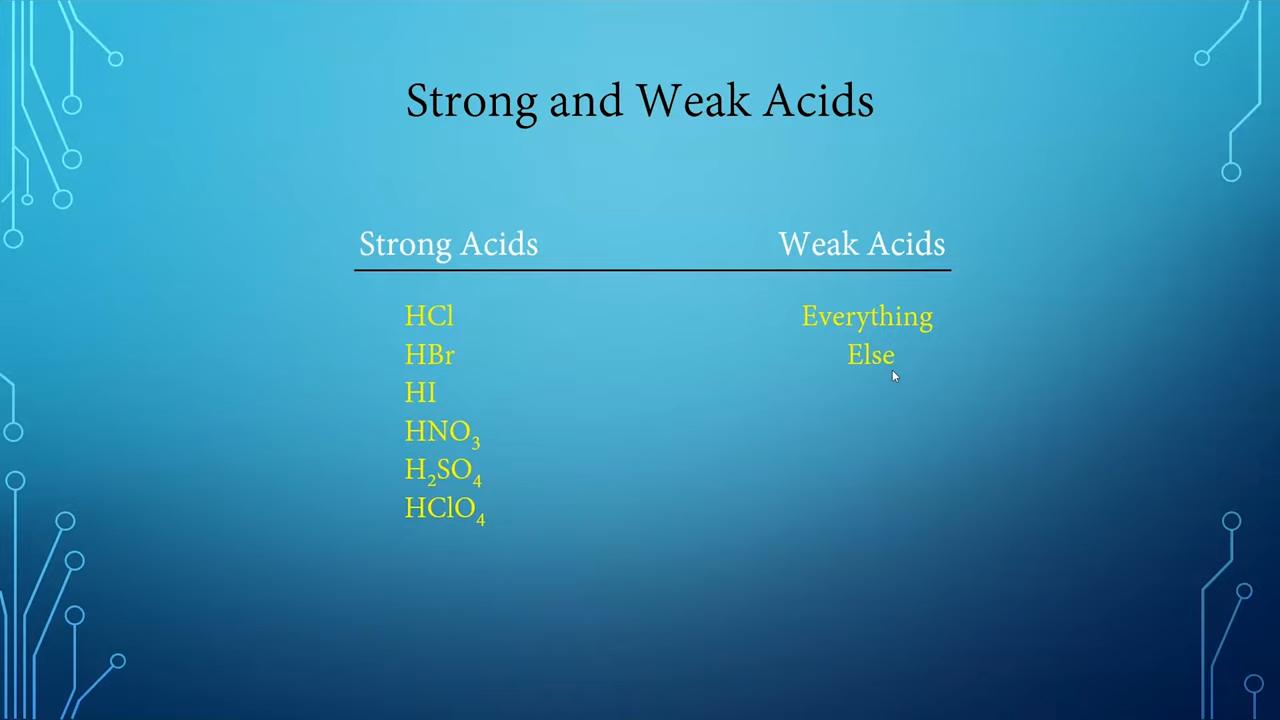 Strong and Weak Acids
Strong Acids
Weak Acids
HCl
HBr
HI
HNO₃
H₂SO₄
HClO₄
Everything
Else